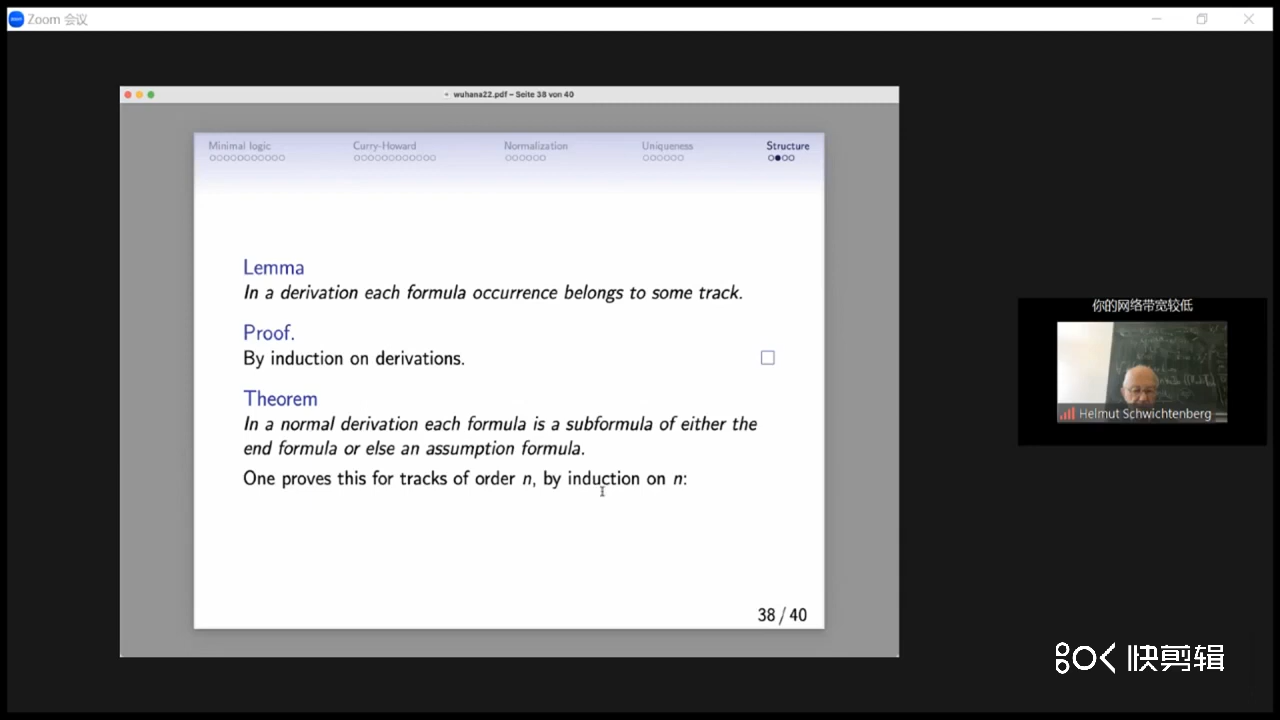 zoom Zoom 会议
wuhana22.pdf – Seite 38 von 40
Minimal logic Curry-Howard Normalization Uniqueness Structure
Lemma
In a derivation each formula occurrence belongs to some track.
Proof.
By induction on derivations.
Theorem
In a normal derivation each formula is a subformula of either the
end formula or else an assumption formula.
One proves this for tracks of order n, by induction on n:
38 / 40
你的网络带宽较低
Helmut Schwichtenberg
快剪辑